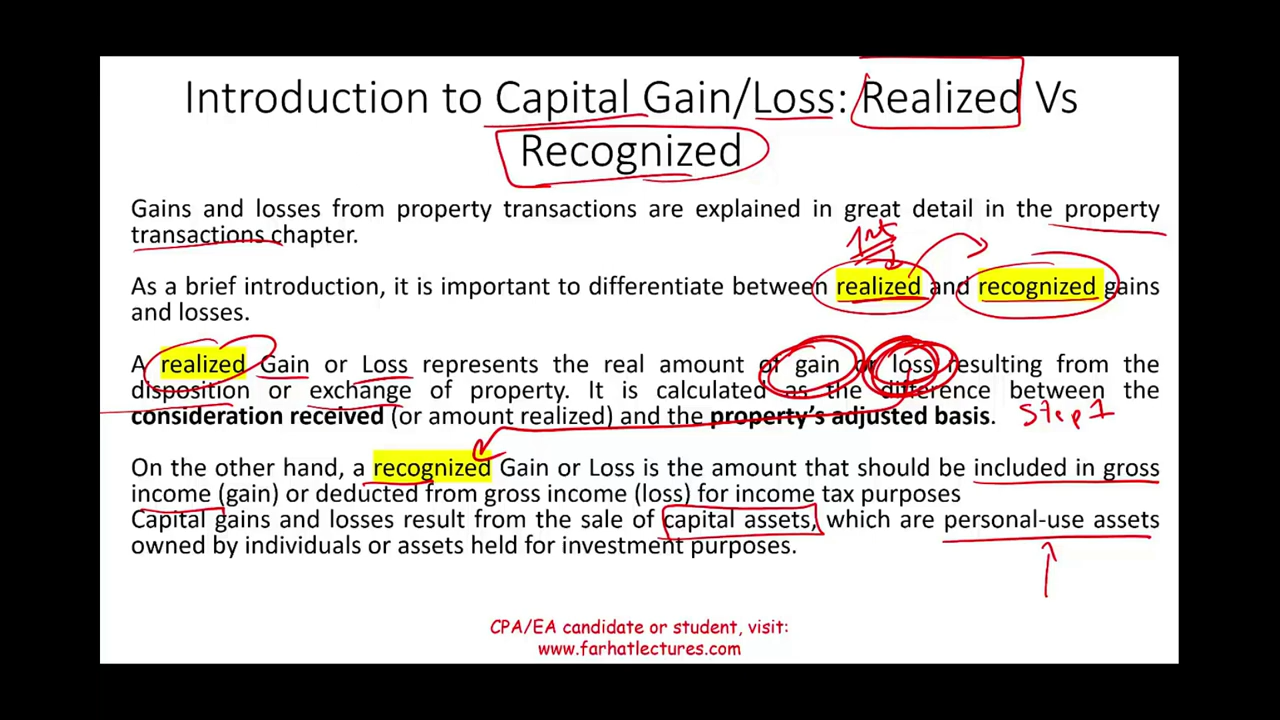 Introduction to Capital Gain/Loss: Realized Vs
Recognized
Gains and losses from property transactions are explained in great detail in the property
transactions chapter.
1st
As a brief introduction, it is important to differentiate between realized and recognized gains
and losses.
A realized Gain or Loss represents the real amount of gain or loss resulting from the
disposition or exchange of property. It is calculated as the difference between the
consideration received (or amount realized) and the property's adjusted basis. Step 1
On the other hand, a recognized Gain or Loss is the amount that should be included in gross
income (gain) or deducted from gross income (loss) for income tax purposes
Capital gains and losses result from the sale of capital assets, which are personal-use assets
owned by individuals or assets held for investment purposes.
CPA/EA candidate or student, visit:
www.farhatlectures.com